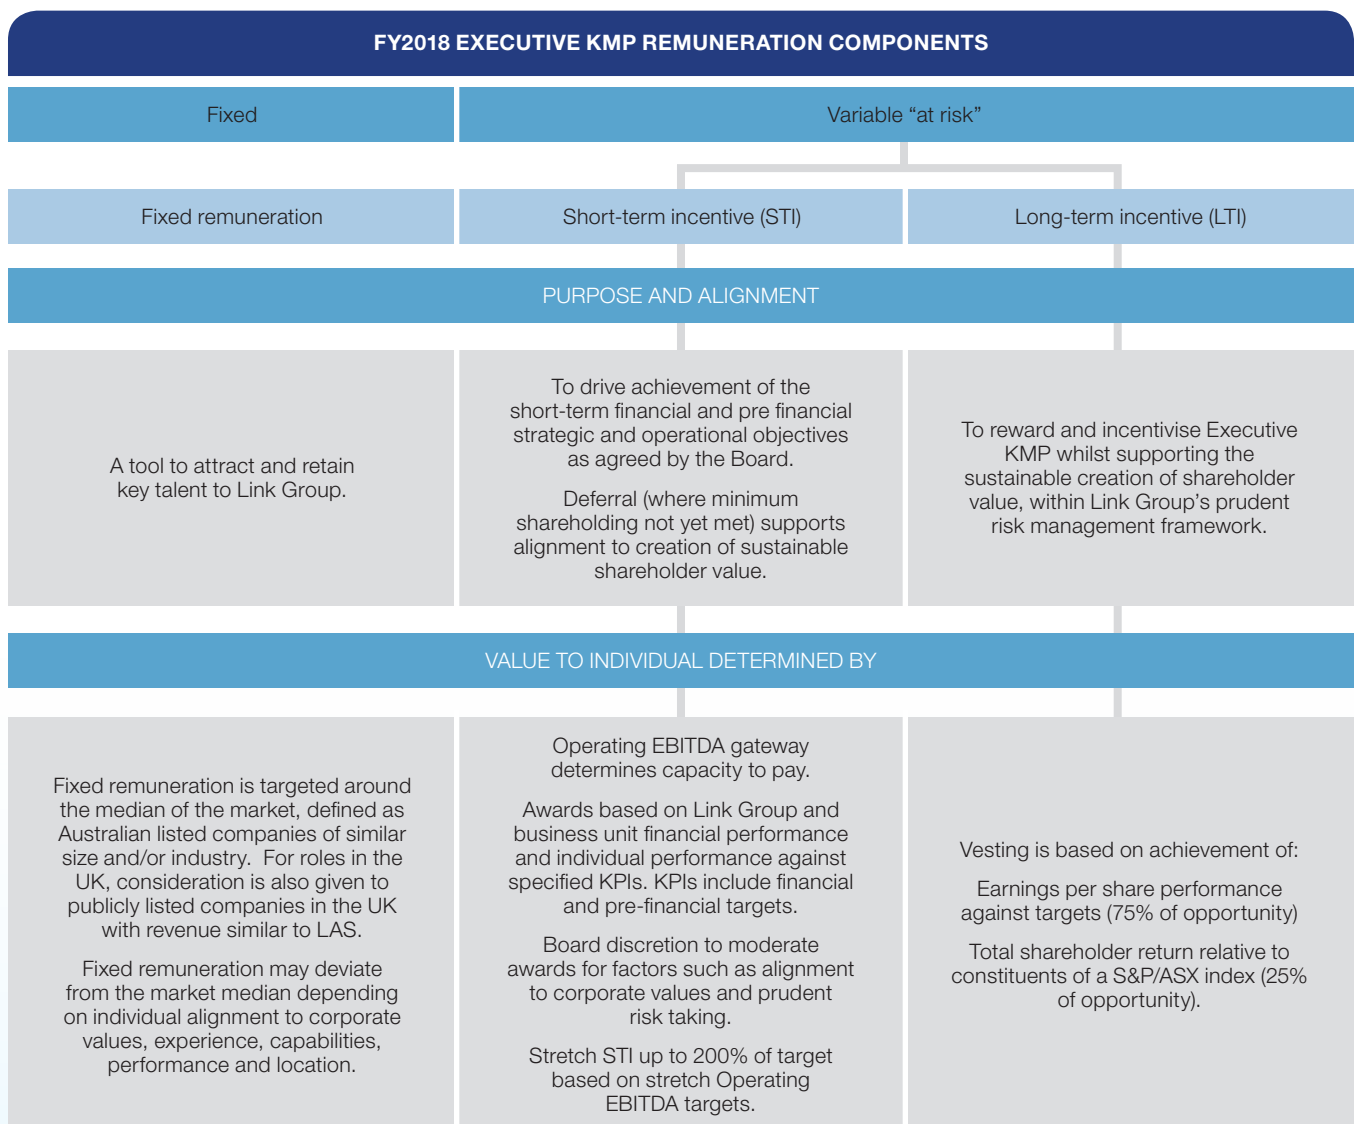 FY2018 EXECUTIVE KMP REMUNERATION COMPONENTS
Fixed
Variable “at risk”
Fixed remuneration
Short-term incentive (STI)
Long-term incentive (LTI)
PURPOSE AND ALIGNMENT
A tool to attract and retain
key talent to Link Group.
To drive achievement of the
short-term financial and pre financial
strategic and operational objectives
as agreed by the Board.
Deferral (where minimum
shareholding not yet met) supports
alignment to creation of sustainable
shareholder value.
To reward and incentivise Executive
KMP whilst supporting the
sustainable creation of shareholder
value, within Link Group’s prudent
risk management framework.
VALUE TO INDIVIDUAL DETERMINED BY
Fixed remuneration is targeted around
the median of the market, defined as
Australian listed companies of similar
size and/or industry.  For roles in the
UK, consideration is also given to
publicly listed companies in the UK
with revenue similar to LAS.
Fixed remuneration may deviate
from the market median depending
on individual alignment to corporate
values, experience, capabilities,
performance and location.
Operating EBITDA gateway
determines capacity to pay.
Awards based on Link Group and
business unit financial performance
and individual performance against
specified KPIs. KPIs include financial
and pre-financial targets.
Board discretion to moderate
awards for factors such as alignment
to corporate values and prudent
risk taking.
Stretch STI up to 200% of target
based on stretch Operating
EBITDA targets.
Vesting is based on achievement of:
Earnings per share performance
against targets (75% of opportunity)
Total shareholder return relative to
constituents of a S&P/ASX index (25%
of opportunity).